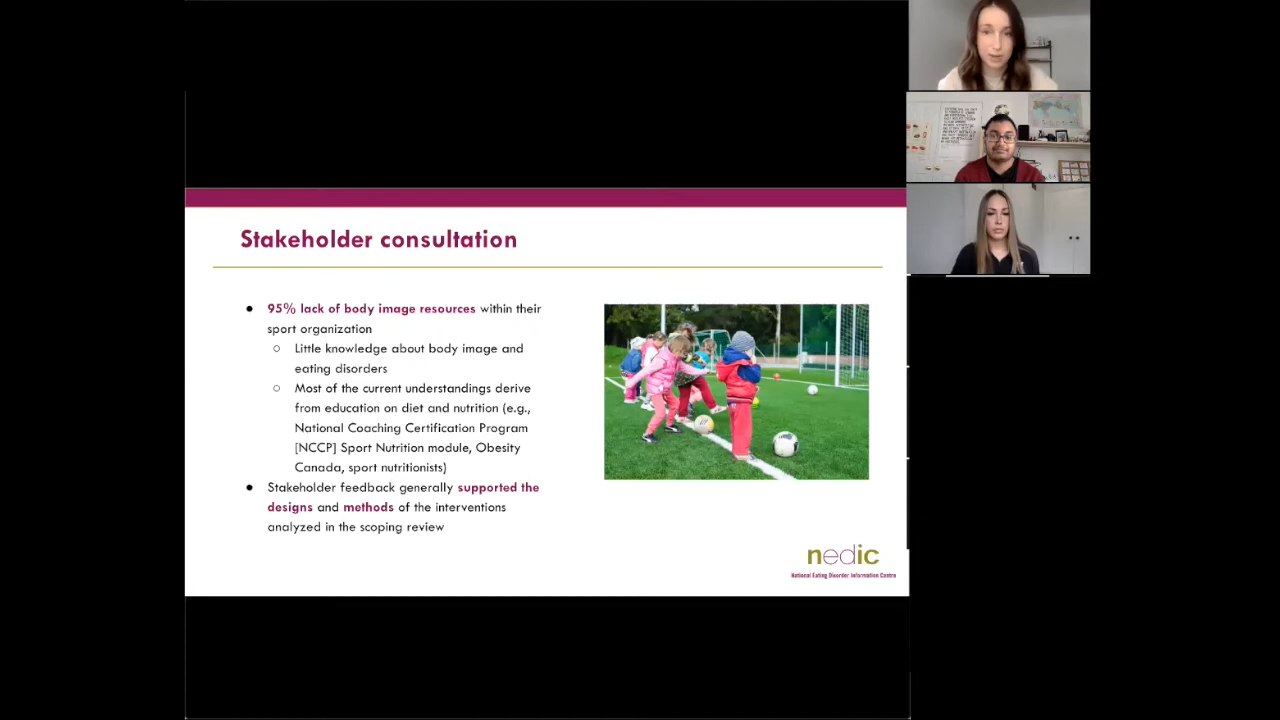 Stakeholder consultation
● 95% lack of body image resources within their
sport organization
○ Little knowledge about body image and
eating disorders
○ Most of the current understandings derive
from education on diet and nutrition (e.g.,
National Coaching Certification Program
[NCCP] Sport Nutrition module, Obesity
Canada, sport nutritionists)
● Stakeholder feedback generally supported the
designs and methods of the interventions
analyzed in the scoping review
nedic
National Eating Disorder Information Centre